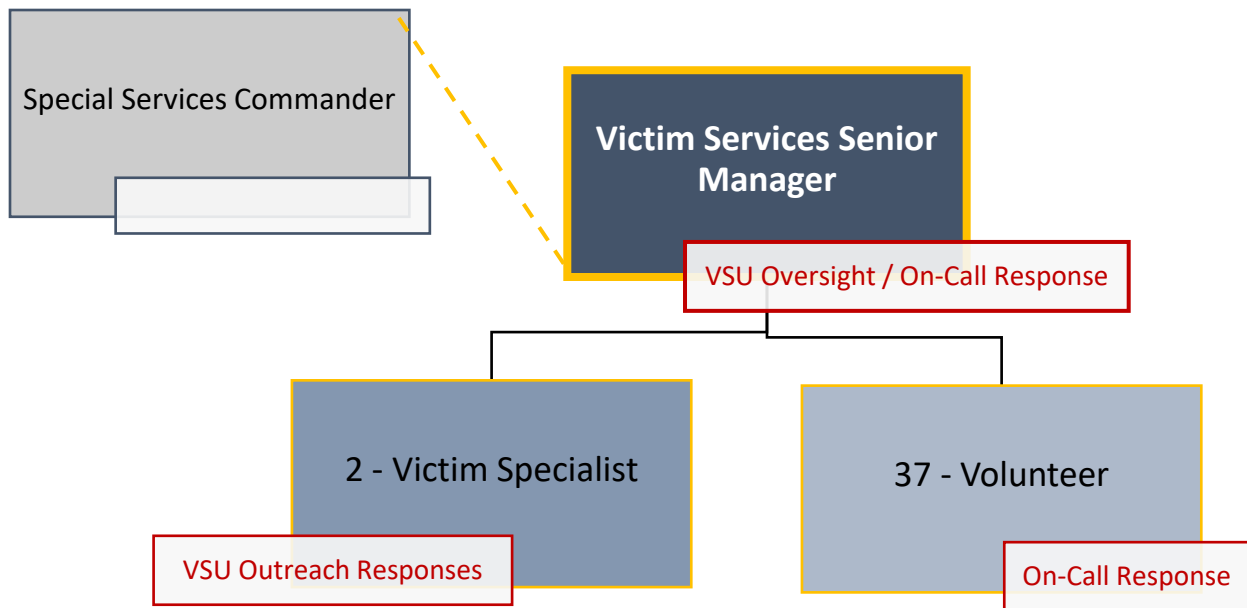 Special Services Commander
Victim Services Senior
Manager
VSU Oversight / On-Call Response
2 - Victim Specialist
37 - Volunteer
VSU Outreach Responses
On-Call Response